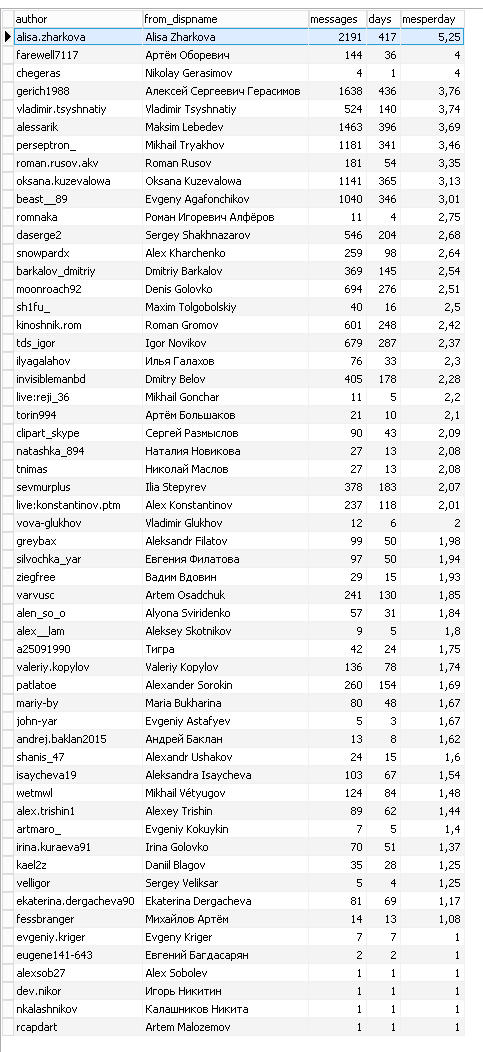 author from_dispname messages days mesperday
alisa.zharkova Alisa Zharkova 2191 417 5,25
farewell7117 Артём Оборевич 144 36 4
chegeras Nikolay Gerasimov 4 1 4
gerich1988 Алексей Сергеевич Герасимов 1638 436 3,76
vladimir.tsyshnatiy Vladimir Tsyshnatiy 524 140 3,74
alessarik Maksim Lebedev 1463 396 3,69
perseptron_ Mikhail Tryakhov 1181 341 3,46
roman.rusov.akv Roman Rusov 181 54 3,35
oksana.kuzevalowa Oksana Kuzevalowa 1141 365 3,13
beast__89 Evgeny Agafonchikov 1040 346 3,01
romnaka Роман Игоревич Алфёров 11 4 2,75
daserge2 Sergey Shakhnazarov 546 204 2,68
snowpardx Alex Kharchenko 259 98 2,64
barkalov_dmitriy Dmitriy Barkalov 369 145 2,54
moonroach92 Denis Golovko 694 276 2,51
sh1fu_ Maxim Tolgobolskiy 40 16 2,5
kinoshnik.rom Roman Gromov 601 248 2,42
tds_igor Igor Novikov 679 287 2,37
ilyagalahov Илья Галахов 76 33 2,3
invisiblemanbd Dmitry Belov 405 178 2,28
live:reji_36 Mikhail Gonchar 11 5 2,2
torin994 Артём Большаков 21 10 2,1
clipart_skype Сергей Размыслов 90 43 2,09
natashka_894 Наталия Новикова 27 13 2,08
tnimas Николай Маслов 27 13 2,08
sevmurplus Ilia Stepyrev 378 183 2,07
live:konstantinov.ptm Alex Konstantinov 237 118 2,01
vova-glukhov Vladimir Glukhov 12 6 2
greybax Aleksandr Filatov 99 50 1,98
silvochka_yar Евгения Филатова 97 50 1,94
ziegfree Вадим Вдовин 29 15 1,93
varvusc Artem Osadchuk 241 130 1,85
alen_so_o Alyona Sviridenko 57 31 1,84
alex__lam Aleksey Skotnikov 9 5 1,8
a25091990 Тигра 42 24 1,75
valeriy.kopylov Valeriy Kopylov 136 78 1,74
patlatoe Alexander Sorokin 260 154 1,69
mariy-by Maria Bukharina 80 48 1,67
john-yar Evgeniy Astafyev 5 3 1,67
andrej.baklan2015 Андрей Баклан 13 8 1,62
shanis_47 Alexandr Ushakov 24 15 1,6
isaycheva19 Aleksandra Isaycheva 103 67 1,54
wetmwl Mikhail Vétyugov 124 84 1,48
alex.trishin1 Alexey Trishin 89 62 1,44
artmaro_ Evgeniy Kokuykin 7 5 1,4
irina.kuraeva91 Irina Golovko 70 51 1,37
kael2z Daniil Blagov 35 28 1,25
velligor Sergey Veliksar 5 4 1,25
ekaterina.dergacheva90 Ekaterina Dergacheva 81 69 1,17
fessbranger Михайлов Артём 14 13 1,08
evgeniy.kriger Evgeny Kriger 7 7 1
eugene141-643 Евгений Багдасарян 2 2 1
alexsob27 Alex Sobolev 1 1 1
dev.nikor Игорь Никитин 1 1 1
nkalashnikov Калашников Никита 1 1 1
rcapdart Artem Malozemov 1 1 1